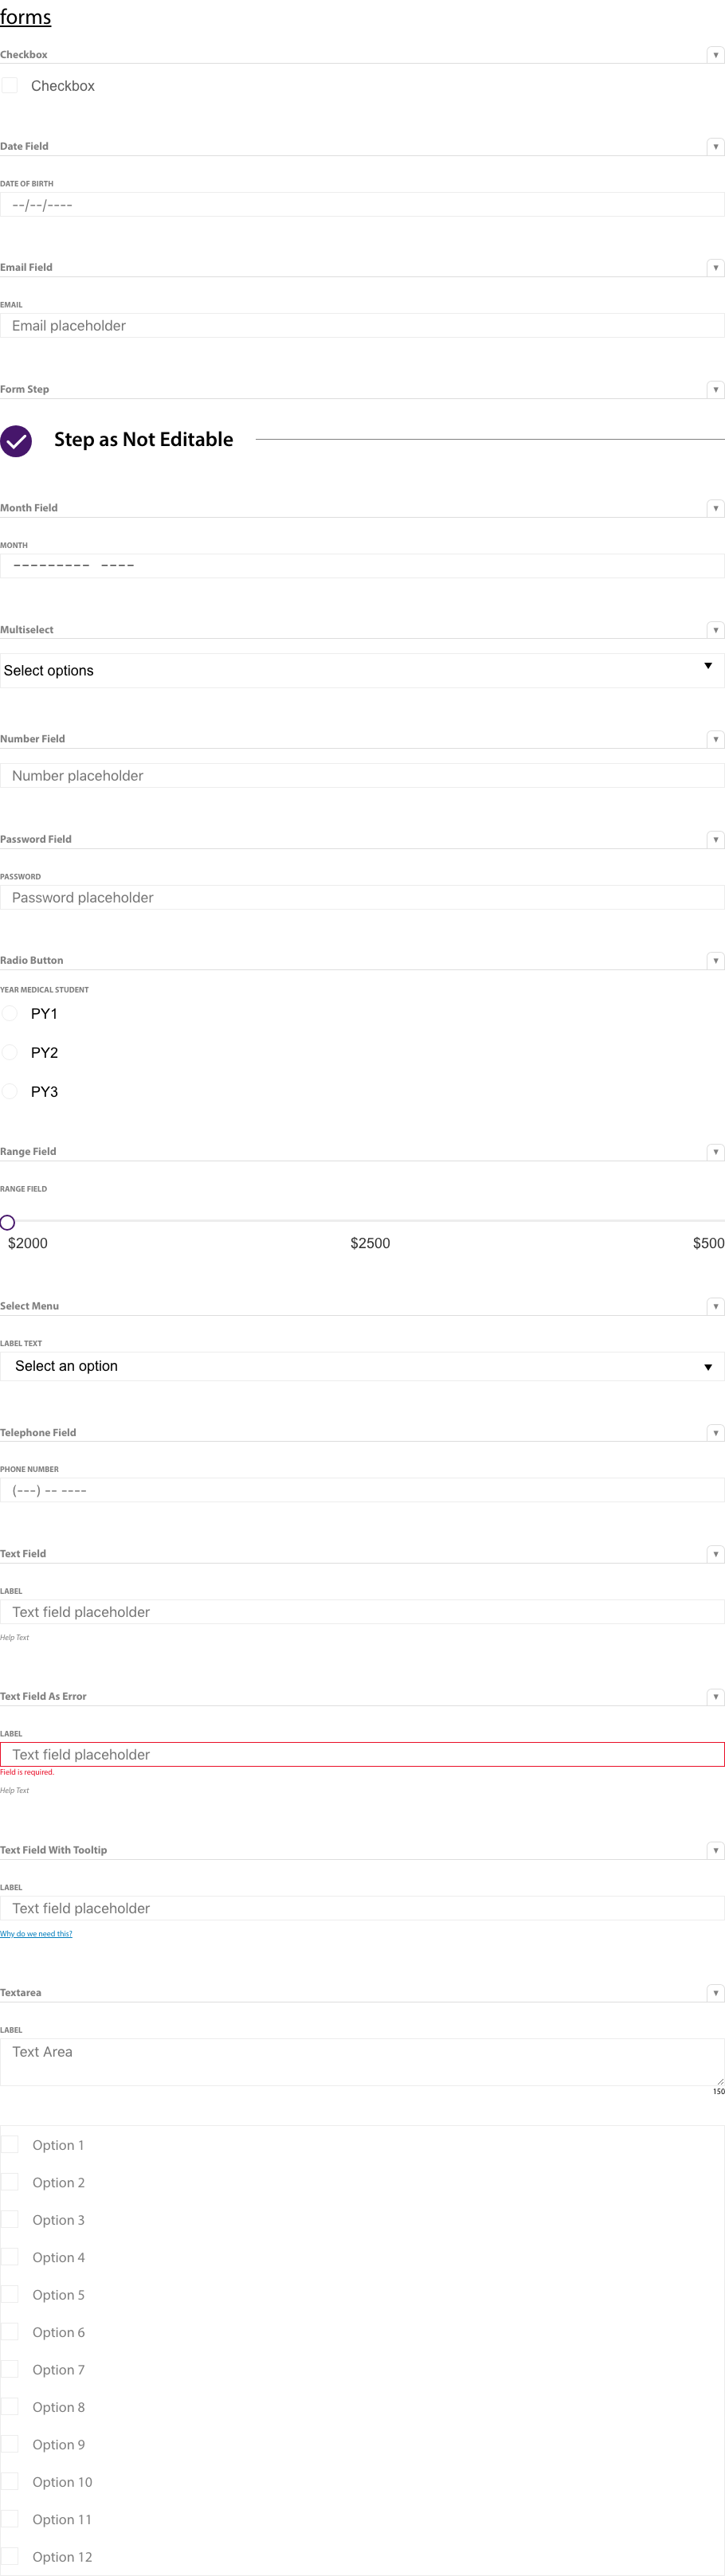 forms
Checkbox
Checkbox
Date Field
DATE OF BIRTH
--/--/----
Email Field
EMAIL
Email placeholder
Form Step
Step as Not Editable
Month Field
MONTH
--------- ----
Multiselect
Select options
Number Field
Number placeholder
Password Field
PASSWORD
Password placeholder
Radio Button
YEAR MEDICAL STUDENT
PY1
PY2
PY3
Range Field
RANGE FIELD
$2000 $2500 $500
Select Menu
LABEL TEXT
Select an option
Telephone Field
PHONE NUMBER
(---) -- ----
Text Field
LABEL
Text field placeholder
Help Text
Text Field As Error
LABEL
Text field placeholder
Field is required.
Help Text
Text Field With Tooltip
LABEL
Text field placeholder
Why do we need this?
Textarea
LABEL
Text Area
150
Option 1
Option 2
Option 3
Option 4
Option 5
Option 6
Option 7
Option 8
Option 9
Option 10
Option 11
Option 12